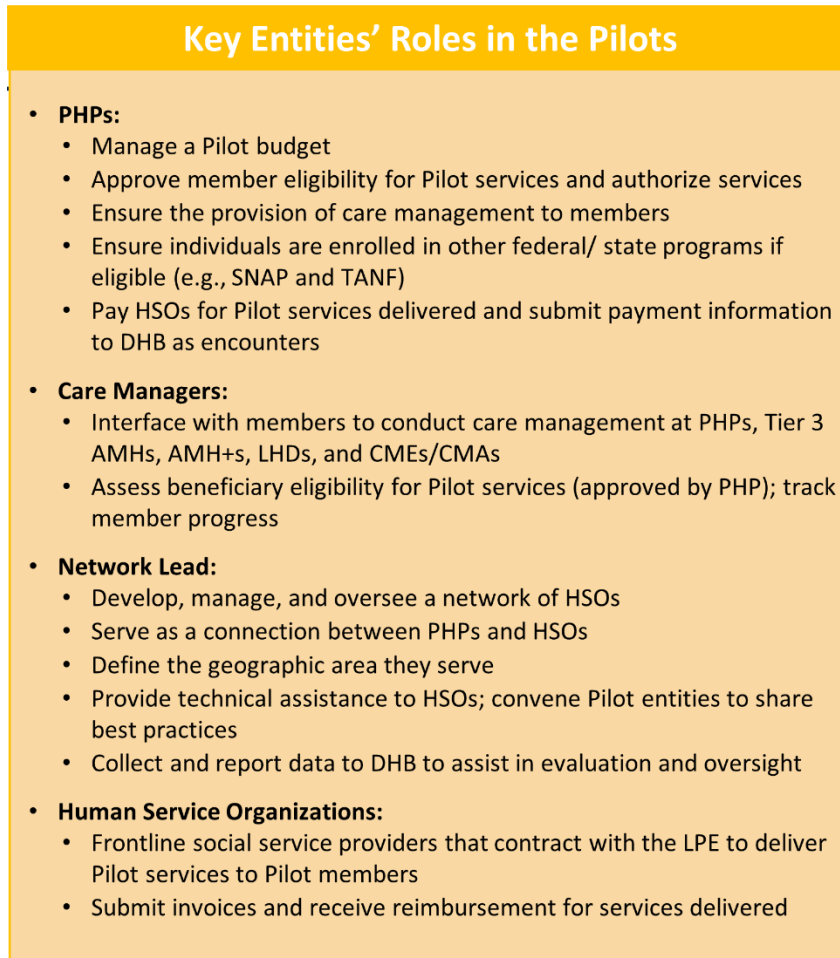 Key Entities’ Roles in the Pilots
• PHPs:
• Manage a Pilot budget
• Approve member eligibility for Pilot services and authorize services
• Ensure the provision of care management to members
• Ensure individuals are enrolled in other federal/ state programs if
eligible (e.g., SNAP and TANF)
• Pay HSOs for Pilot services delivered and submit payment information
to DHB as encounters
• Care Managers:
• Interface with members to conduct care management at PHPs, Tier 3
AMHs, AMH+s, LHDs, and CMEs/CMAs
• Assess beneficiary eligibility for Pilot services (approved by PHP); track
member progress
• Network Lead:
• Develop, manage, and oversee a network of HSOs
• Serve as a connection between PHPs and HSOs
• Define the geographic area they serve
• Provide technical assistance to HSOs; convene Pilot entities to share
best practices
• Collect and report data to DHB to assist in evaluation and oversight
• Human Service Organizations:
• Frontline social service providers that contract with the LPE to deliver
Pilot services to Pilot members
• Submit invoices and receive reimbursement for services delivered